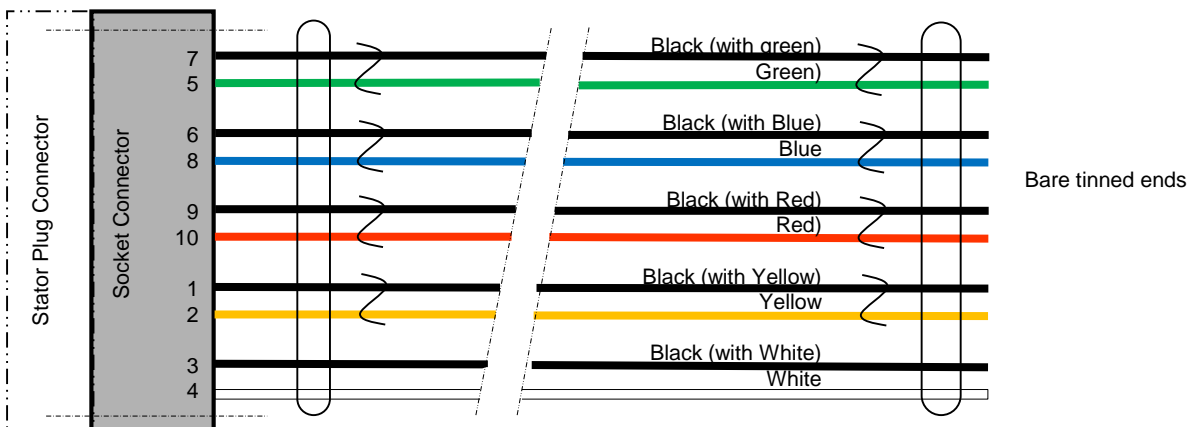 Stator Plug Connector
Socket Connector
7
Black (with green)
5
Green)
6
Black (with Blue)
8
Blue
9
Black (with Red)
10
Red)
1
Black (with Yellow)
2
Yellow
3
Black (with White)
4
White
Bare tinned ends